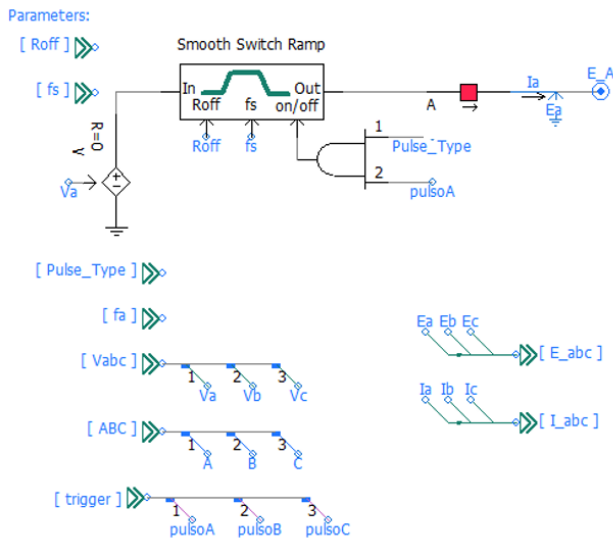 Parameters:
[ Roff ]
Smooth Switch Ramp
[ fs ]
In Out
Roff fs on/off
Ia
E_A
A
Ea
R=0
V
Roff fs
1
Pulse_Type
2
pulsoA
Va
+
-
[ Pulse_Type ]
[ fa ]
[ Vabc ]
1 2 3
Va Vb Vc
Ea Eb Ec
[ E_abc ]
[ ABC ]
1 2 3
A B C
Ia Ib Ic
[ I_abc ]
[ trigger ]
1 2 3
pulsoA pulsoB pulsoC